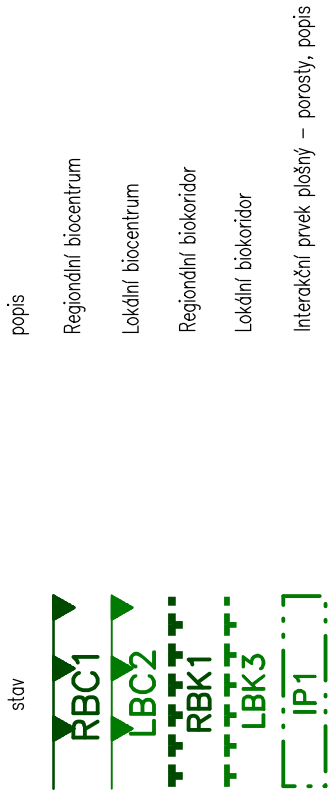 stav popis
RBC1 Regionální biocentrum
LBC2 Lokální biocentrum
RBK1 Regionální biokoridor
LBK3 Lokální biokoridor
IP1 Interakční prvek plošný – porosty, popis